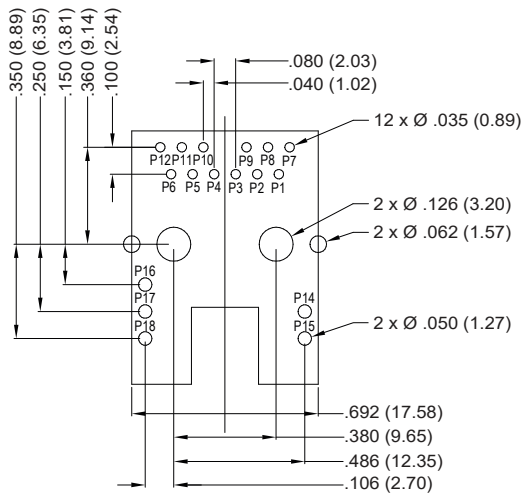 .350 (8.89)
.250 (6.35)
.150 (3.81)
.360 (9.14)
.100 (2.54)
.080 (2.03)
.040 (1.02)
12 x Ø .035 (0.89)
P12 P11 P10 P9 P8 P7
P6 P5 P4 P3 P2 P1
2 x Ø .126 (3.20)
2 x Ø .062 (1.57)
P16
P17 P14
P18 P15
2 x Ø .050 (1.27)
.692 (17.58)
.380 (9.65)
.486 (12.35)
.106 (2.70)